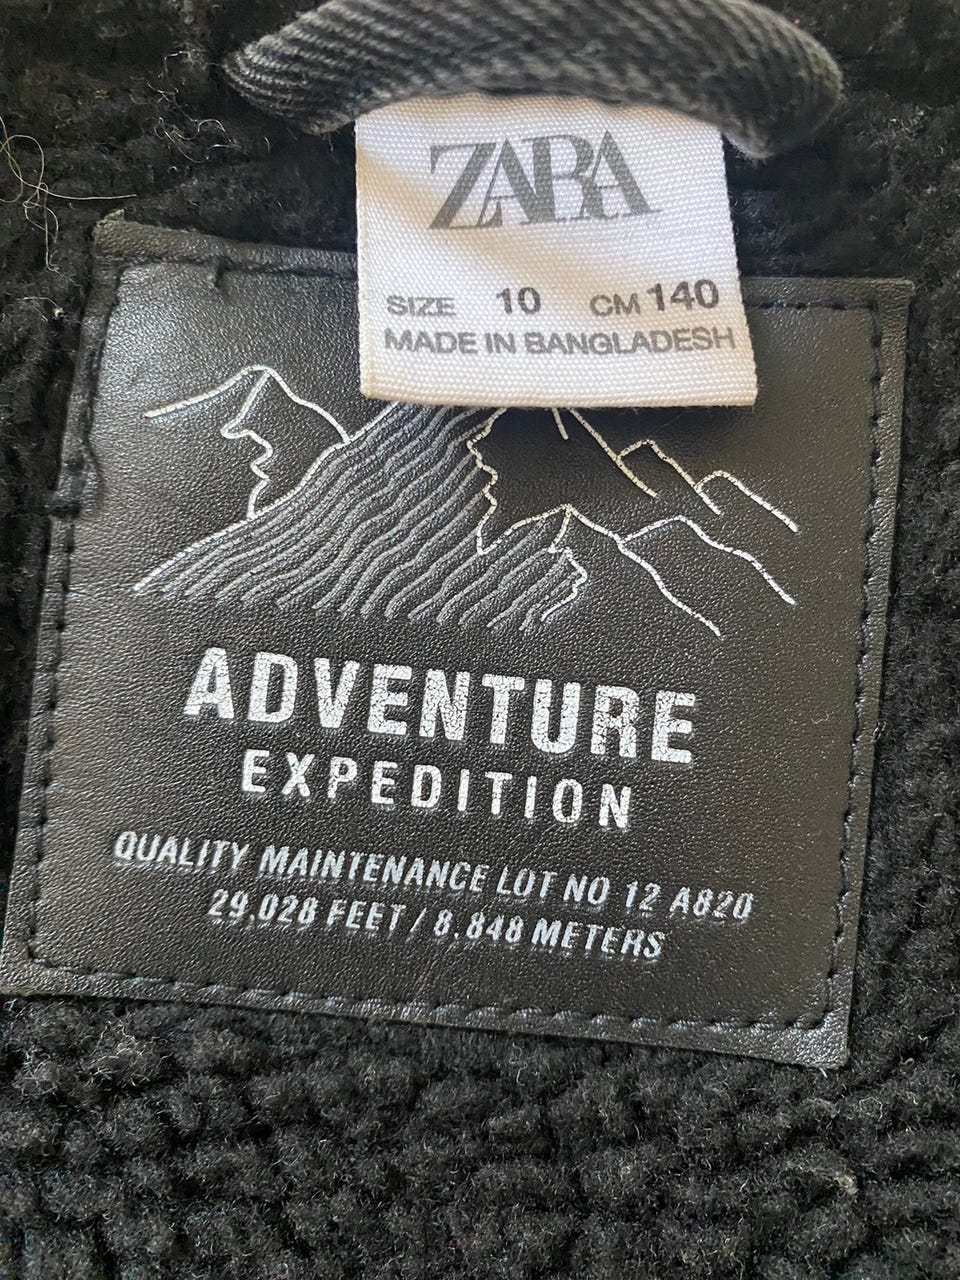 ZARA
SIZE 10 CM 140
MADE IN BANGLADESH
ADVENTURE
EXPEDITION
QUALITY MAINTENANCE LOT NO 12 A820
29.028 FEET / 8.848 METERS